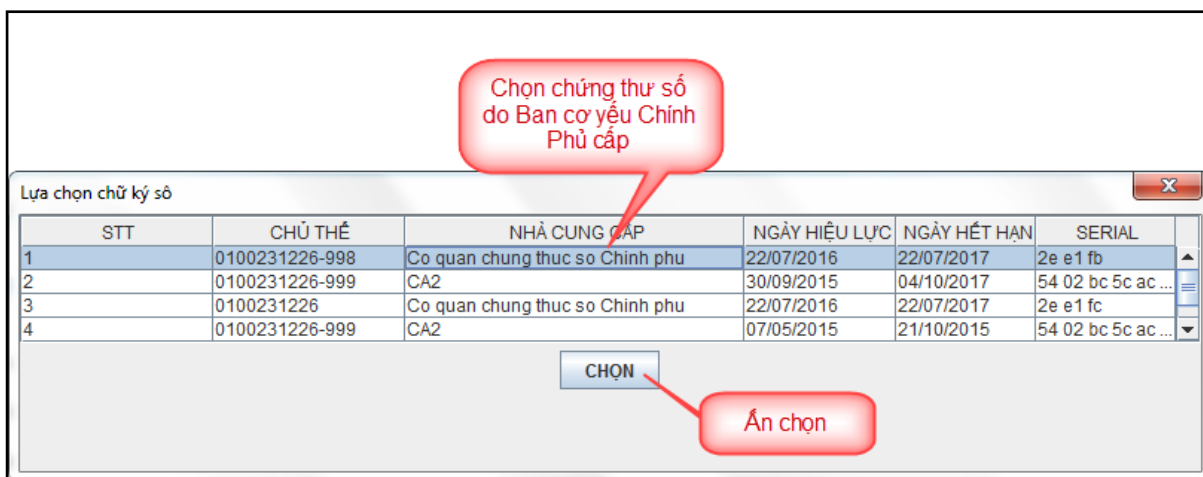 Chọn chứng thư số
do Ban cơ yếu Chính
Phủ cấp
Lựa chọn chữ ký số
STT CHỦ THỂ NHÀ CUNG CẤP NGÀY HIỆU LỰC NGÀY HẾT HẠN SERIAL
1 0100231226-998 Co quan chung thuc so Chinh phu 22/07/2016 22/07/2017 2e e1 fb
2 0100231226-999 CA2 30/09/2015 04/10/2017 54 02 bc 5c ac ...
3 0100231226 Co quan chung thuc so Chinh phu 22/07/2016 22/07/2017 2e e1 fc
4 0100231226-999 CA2 07/05/2015 21/10/2015 54 02 bc 5c ac ...
CHỌN
Ấn chọn